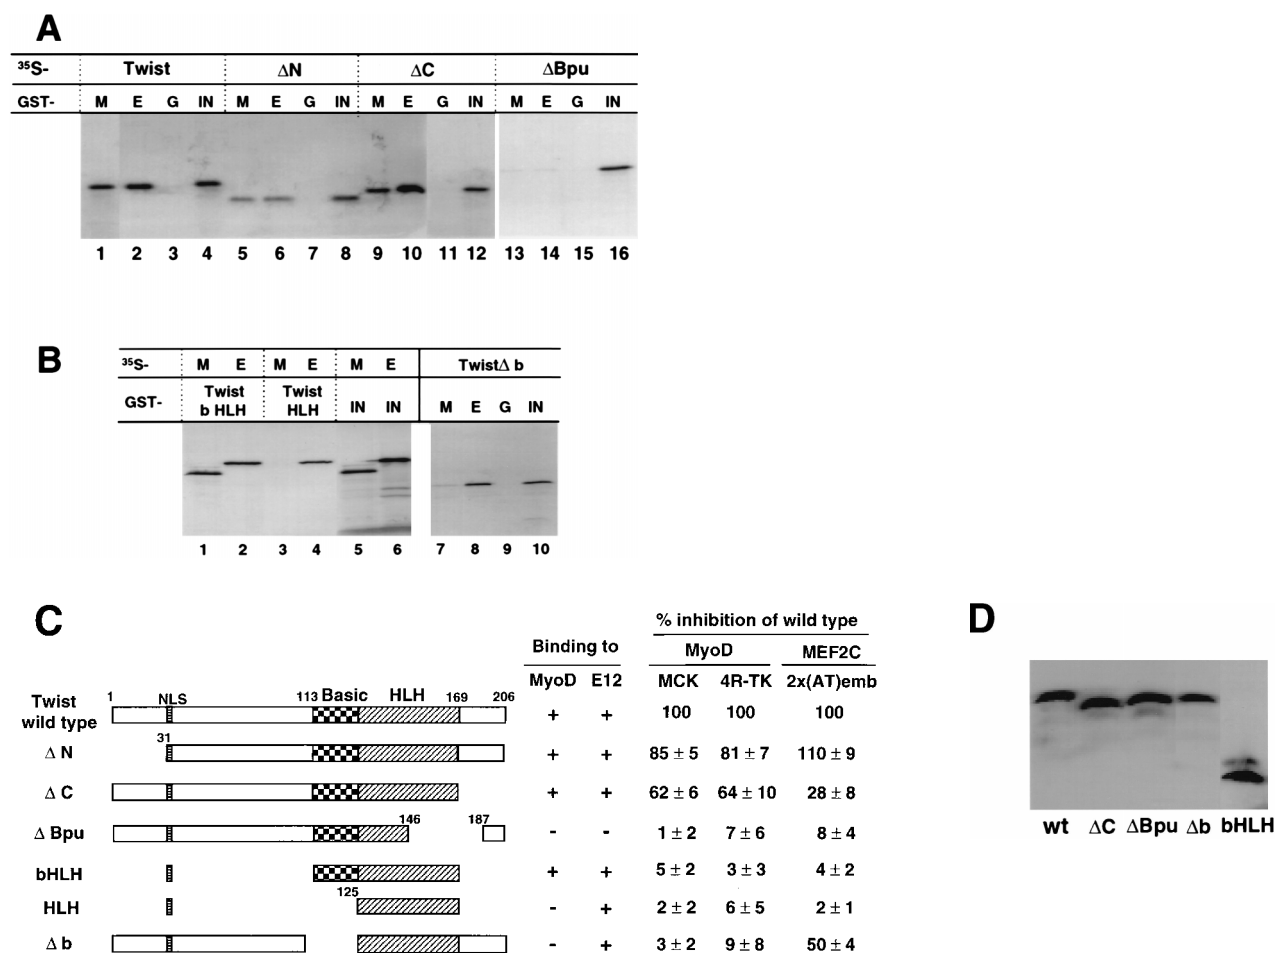 A
35S- Twist ΔN ΔC ΔBpu
GST- M E G IN M E G IN M E G IN M E G IN
1 2 3 4 5 6 7 8 9 10 11 12 13 14 15 16
B
35S- M E M E M E TwistΔ b
GST- Twist b HLH Twist HLH IN IN M E G IN
1 2 3 4 5 6 7 8 9 10
C
% inhibition of wild type
Binding to MyoD MEF2C
MyoD E12 MCK 4R-TK 2x(AT)emb
1 NLS 113 Basic HLH 169 206
Twist wild type + + 100 100 100
31
Δ N + + 85 ± 5 81 ± 7 110 ± 9
Δ C + + 62 ± 6 64 ± 10 28 ± 8
146 187
Δ Bpu - - 1 ± 2 7 ± 6 8 ± 4
bHLH + + 5 ± 2 3 ± 3 4 ± 2
125
HLH - + 2 ± 2 6 ± 5 2 ± 1
Δ b - + 3 ± 2 9 ± 8 50 ± 4
D
wt ΔC ΔBpu Δb bHLH